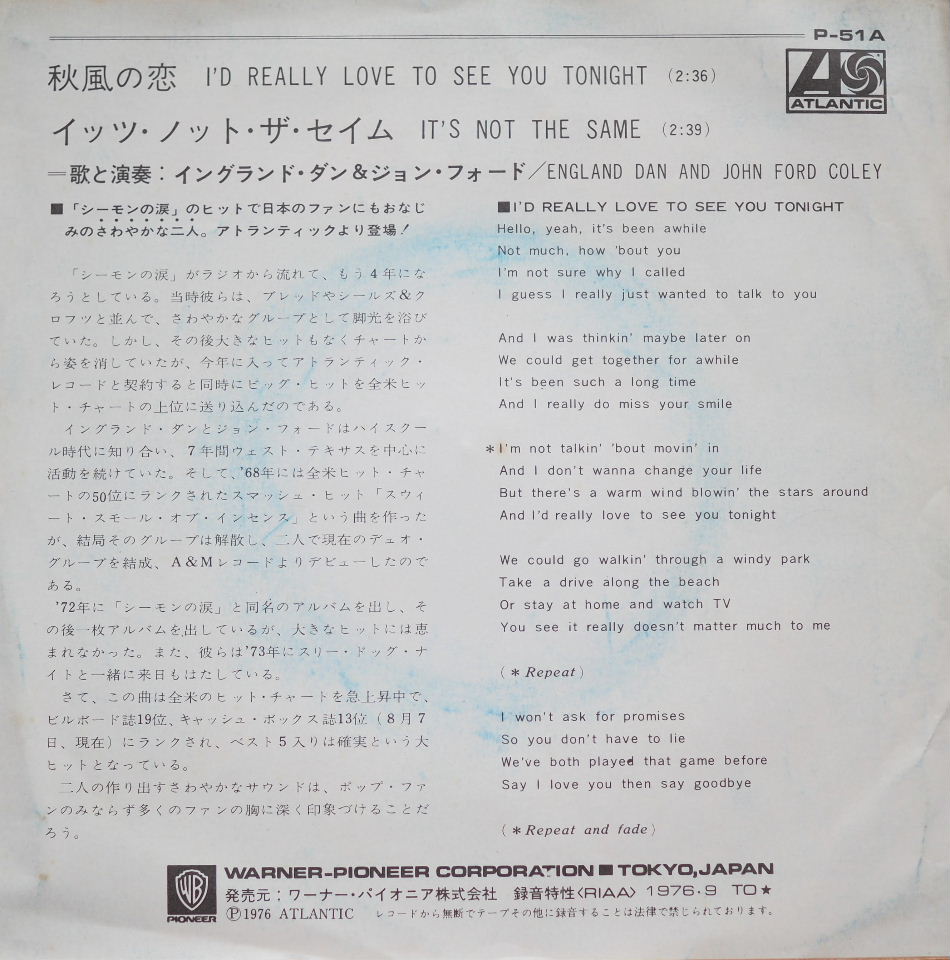 P-51A
秋風の恋 I'D REALLY LOVE TO SEE YOU TONIGHT (2:36)
ATLANTIC
イッツ・ノット・ザ・セイム IT'S NOT THE SAME (2:39)
=歌と演奏：イングランド・ダン&ジョン・フォード/ENGLAND DAN AND JOHN FORD COLEY
■「シーモンの涙」のヒットで日本のファンにもおなじ
みのさわやかな二人。アトランティックより登場！
「シーモンの涙」がラジオから流れて、もう4年にな
ろうとしている。当時彼らは、ブレッドやシールズ&ク
ロフツと並んで、さわやかなグループとして脚光を浴び
ていた。しかし、その後大きなヒットもなくチャートか
ら姿を消していたが、今年に入ってアトランティック・
レコードと契約すると同時にビッグ・ヒットを全米ヒッ
ト・チャートの上位に送り込んだのである。
イングランド・ダンとジョン・フォードはハイスクー
ル時代に知り合い、7年間ウェスト・テキサスを中心に
活動を続けていた。そして、'68年には全米ヒット・チャ
ートの50位にランクされたスマッシュ・ヒット「スウィ
ート・スモール・オブ・インセンス」という曲を作った
が、結局そのグループは解散し、二人で現在のデュオ・
グループを結成、A&Mレコードよりデビューしたので
ある。
'72年に「シーモンの涙」と同名のアルバムを出し、そ
の後一枚アルバムを出しているが、大きなヒットには恵
まれなかった。また、彼らは'73年にスリー・ドッグ・ナ
イトと一緒に来日もはたしている。
さて、この曲は全米のヒット・チャートを急上昇中で、
ビルボード誌19位、キャッシュ・ボックス誌13位（8月7
日、現在）にランクされ、ベスト5入りは確実という大
ヒットとなっている。
二人の作り出すさわやかなサウンドは、ポップ・ファ
ンのみならず多くのファンの胸に深く印象づけることだ
ろう。
■I'D REALLY LOVE TO SEE YOU TONIGHT
Hello, yeah, it's been awhile
Not much, how 'bout you
I'm not sure why I called
I guess I really just wanted to talk to you
And I was thinkin' maybe later on
We could get together for awhile
It's been such a long time
And I really do miss your smile
*I'm not talkin' 'bout movin' in
And I don't wanna change your life
But there's a warm wind blowin' the stars around
And I'd really love to see you tonight
We could go walkin' through a windy park
Take a drive along the beach
Or stay at home and watch TV
You see it really doesn't matter much to me
(* Repeat)
I won't ask for promises
So you don't have to lie
We've both played that game before
Say I love you then say goodbye
(* Repeat and fade)
WB
PIONEER
WARNER-PIONEER CORPORATION ■ TOKYO, JAPAN
発売元：ワーナー・パイオニア株式会社 録音特性〈RIAA〉 1976・9 TO★
Ⓟ1976 ATLANTIC レコードから無断でテープその他に録音することは法律で禁じられております。